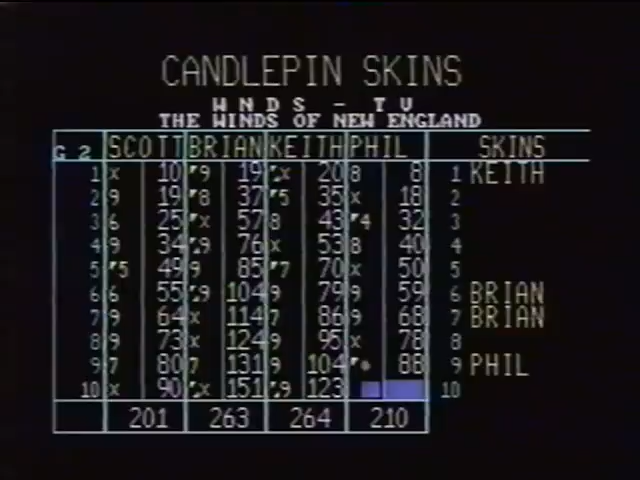 CANDLEPIN SKINS
WNDS - TV
THE WINDS OF NEW ENGLAND
G 2 SCOTT BRIAN KEITH PHIL SKINS
1 x 10 9 19 x 20 8 8 1 KEITH
2 9 19 8 37 5 35 x 18 2
3 6 25 x 57 8 43 4 32 3
4 9 34 9 76 x 53 8 40 4
5 5 49 9 85 7 70 x 50 5
6 6 55 9 104 9 79 9 59 6 BRIAN
7 9 64 x 114 7 86 9 68 7 BRIAN
8 9 73 x 124 9 95 x 78 8
9 7 80 7 131 9 104 88 9 PHIL
10 x 90 x 151 9 123 10
201 263 264 210